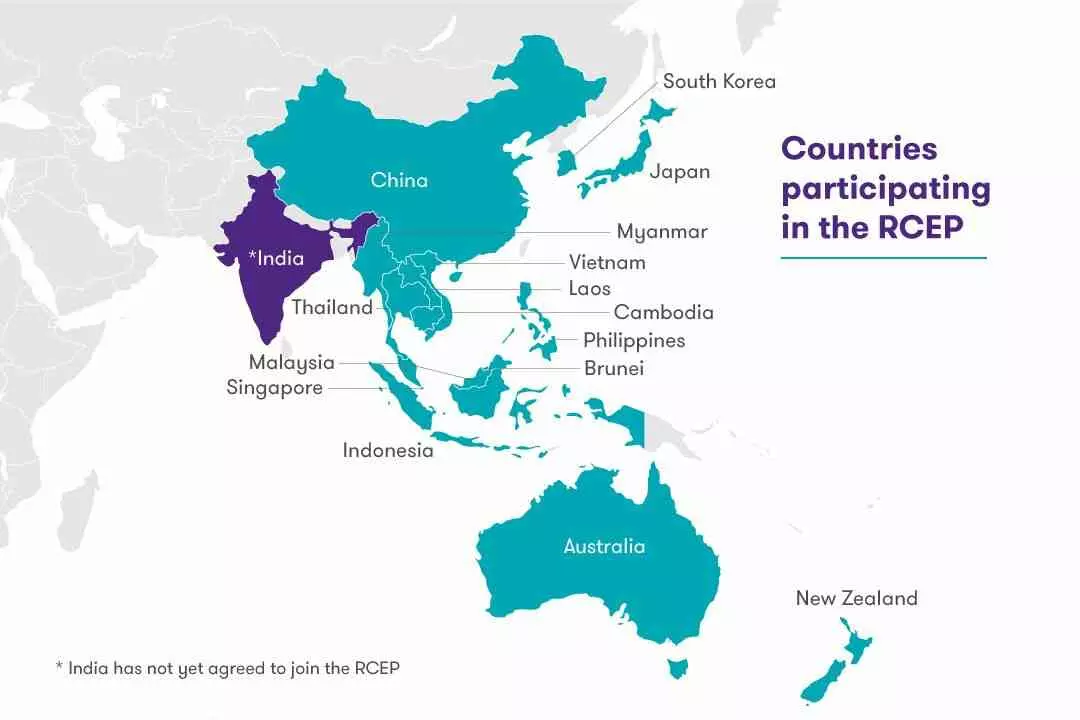 Countries
participating
in the RCEP
South Korea
Japan
China
Myanmar
*India
Vietnam
Laos
Thailand
Cambodia
Philippines
Malaysia
Brunei
Singapore
Indonesia
Australia
New Zealand
* India has not yet agreed to join the RCEP